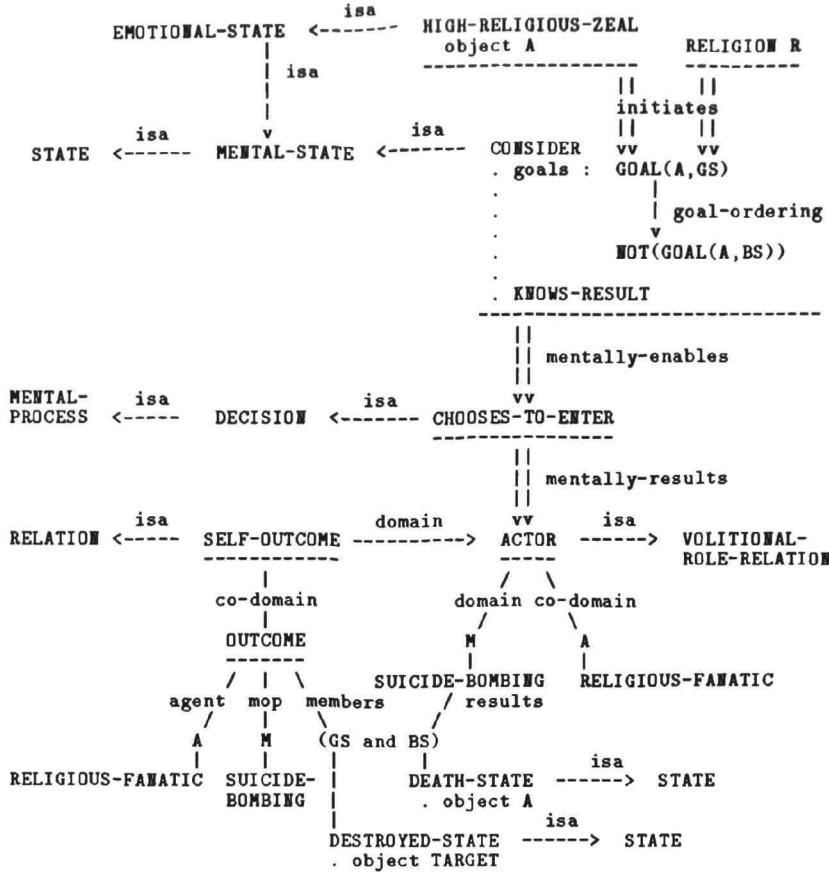 isa HIGH-RELIGIOUS-ZEAL
EMOTIONAL-STATE <------ object A RELIGION R
isa
initiates
isa isa CONSIDER
STATE <------ MENTAL-STATE <------ . goals : GOAL(A,GS)
goal-ordering
NOT(GOAL(A,BS))
. KNOWS-RESULT
mentally-enables
MENTAL- isa isa
PROCESS <----- DECISION <----- CHOOSES-TO-ENTER
mentally-results
isa domain isa
RELATION <----- SELF-OUTCOME --------> ACTOR -----> VOLITIONAL-
ROLE-RELATION
co-domain domain co-domain
OUTCOME M A
SUICIDE-BOMBING RELIGIOUS-FANATIC
agent mop members results
A M (GS and BS)
RELIGIOUS-FANATIC SUICIDE- DEATH-STATE isa ------> STATE
BOMBING . object A
DESTROYED-STATE isa ------> STATE
. object TARGET